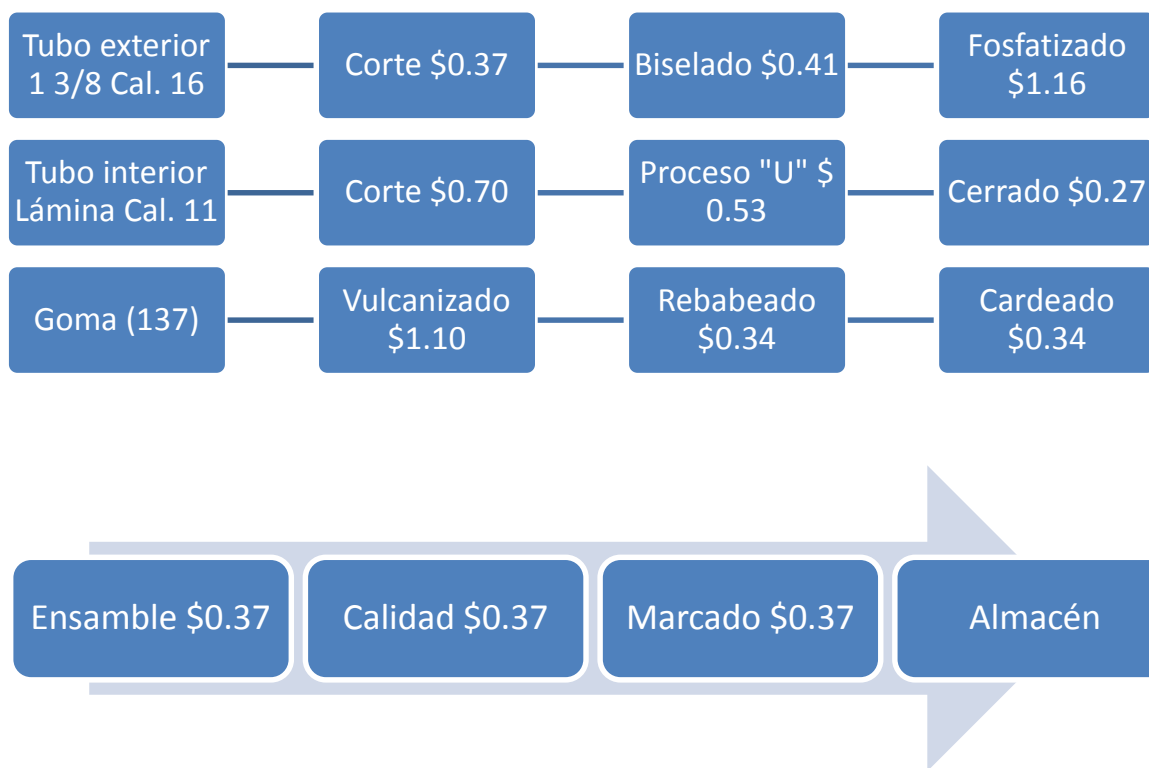 Tubo exterior
1 3/8 Cal. 16
Corte $0.37
Biselado $0.41
Fosfatizado
$1.16
Tubo interior
Lámina Cal. 11
Corte $0.70
Proceso "U" $
0.53
Cerrado $0.27
Goma (137)
Vulcanizado
$1.10
Rebabeado
$0.34
Cardeado
$0.34
Ensamble $0.37
Calidad $0.37
Marcado $0.37
Almacén